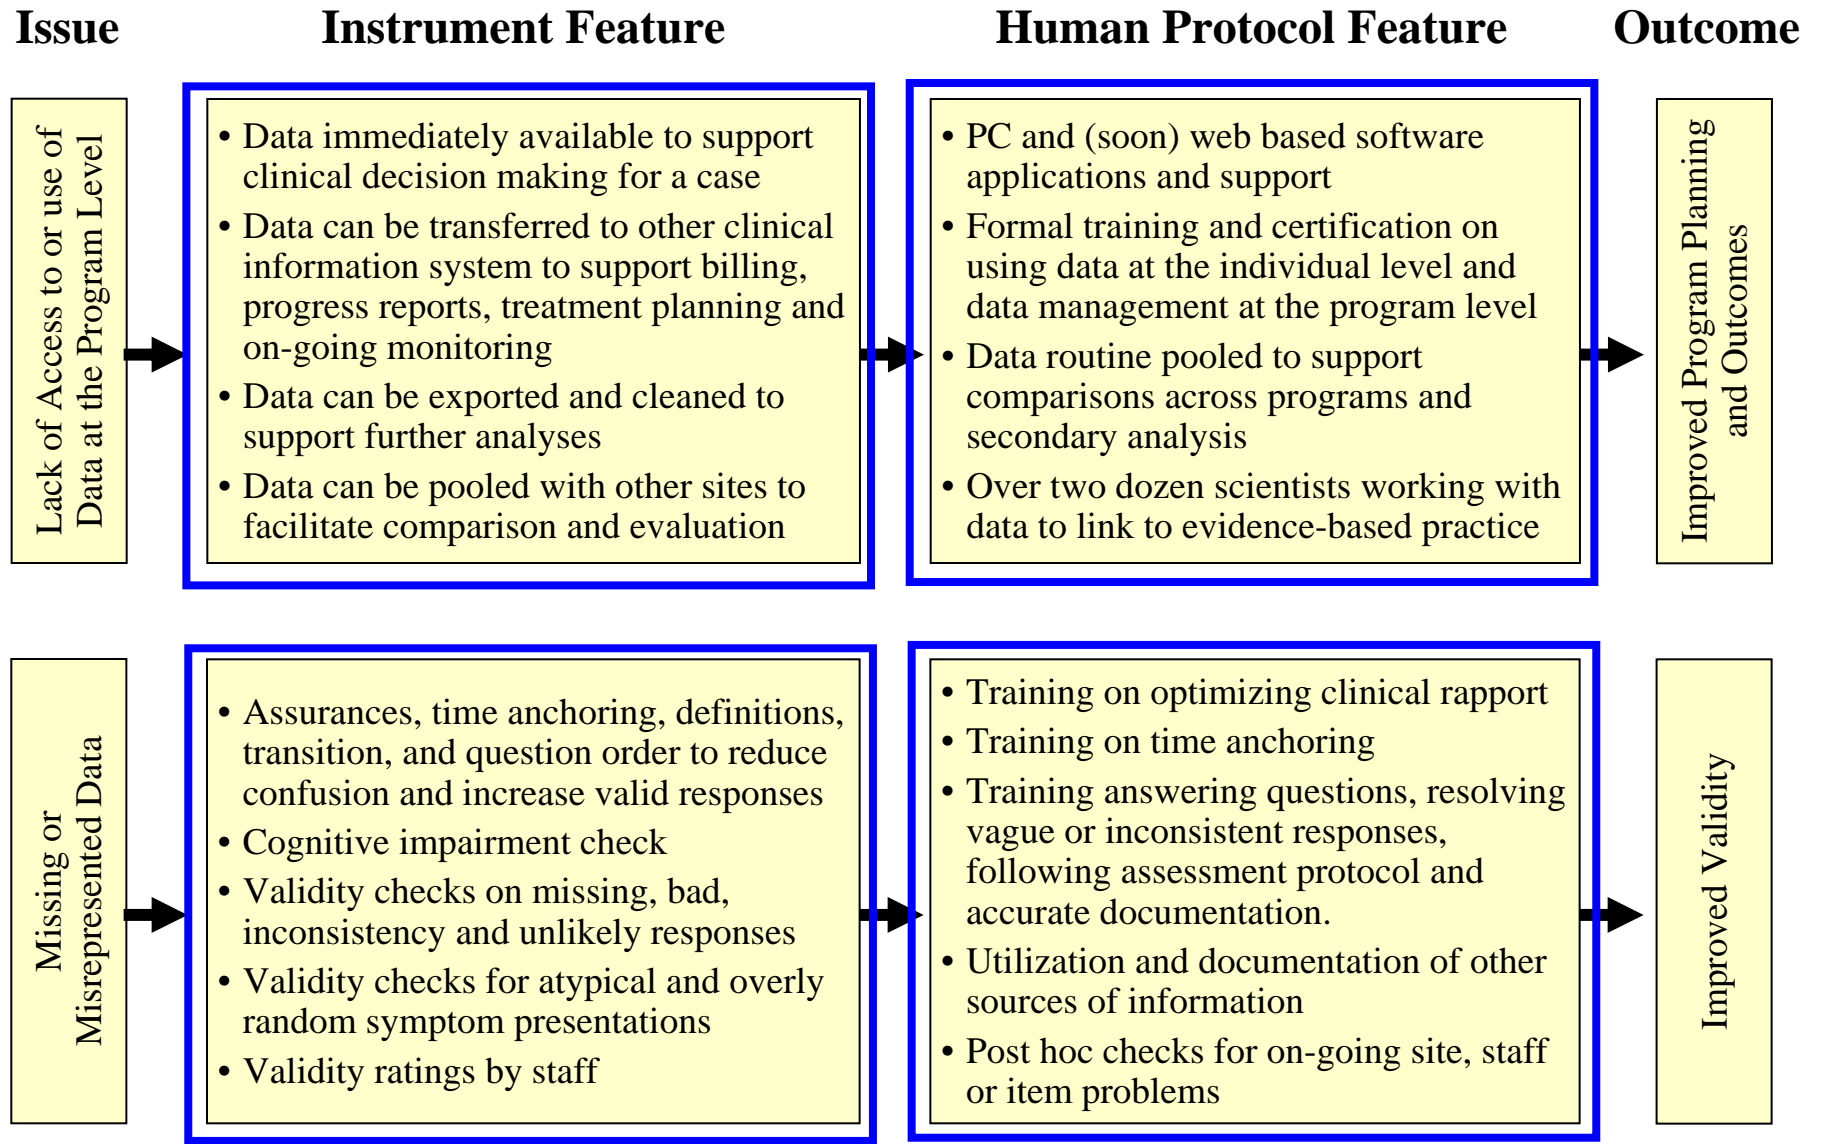 Issue
Instrument Feature
Human Protocol Feature
Outcome
Lack of Access to or use of
Data at the Program Level
• Data immediately available to support
clinical decision making for a case
• Data can be transferred to other clinical
information system to support billing,
progress reports, treatment planning and
on-going monitoring
• Data can be exported and cleaned to
support further analyses
• Data can be pooled with other sites to
facilitate comparison and evaluation
• PC and (soon) web based software
applications and support
• Formal training and certification on
using data at the individual level and
data management at the program level
• Data routine pooled to support
comparisons across programs and
secondary analysis
• Over two dozen scientists working with
data to link to evidence-based practice
Improved Program Planning
and Outcomes
Missing or
Misrepresented Data
• Assurances, time anchoring, definitions,
transition, and question order to reduce
confusion and increase valid responses
• Cognitive impairment check
• Validity checks on missing, bad,
inconsistency and unlikely responses
• Validity checks for atypical and overly
random symptom presentations
• Validity ratings by staff
• Training on optimizing clinical rapport
• Training on time anchoring
• Training answering questions, resolving
vague or inconsistent responses,
following assessment protocol and
accurate documentation.
• Utilization and documentation of other
sources of information
• Post hoc checks for on-going site, staff
or item problems
Improved Validity